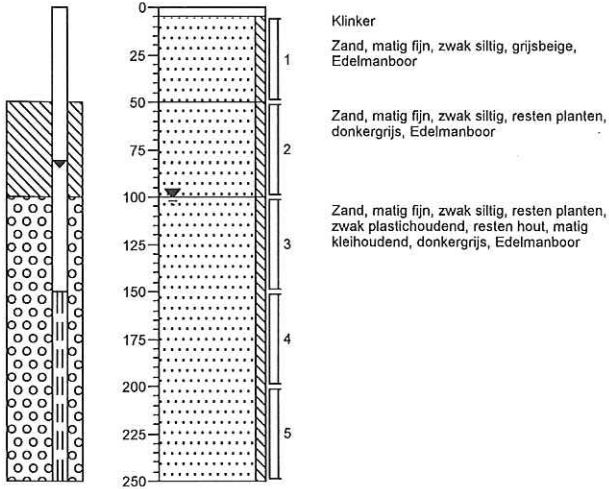 0
Klinker
Zand, matig fijn, zwak siltig, grijsbeige,
Edelmanboor
25
1
50
Zand, matig fijn, zwak siltig, resten planten,
donkergrijs, Edelmanboor
75
2
100
Zand, matig fijn, zwak siltig, resten planten,
zwak plastichoudend, resten hout, matig
kleihoudend, donkergrijs, Edelmanboor
125
3
150
175
4
200
225
5
250